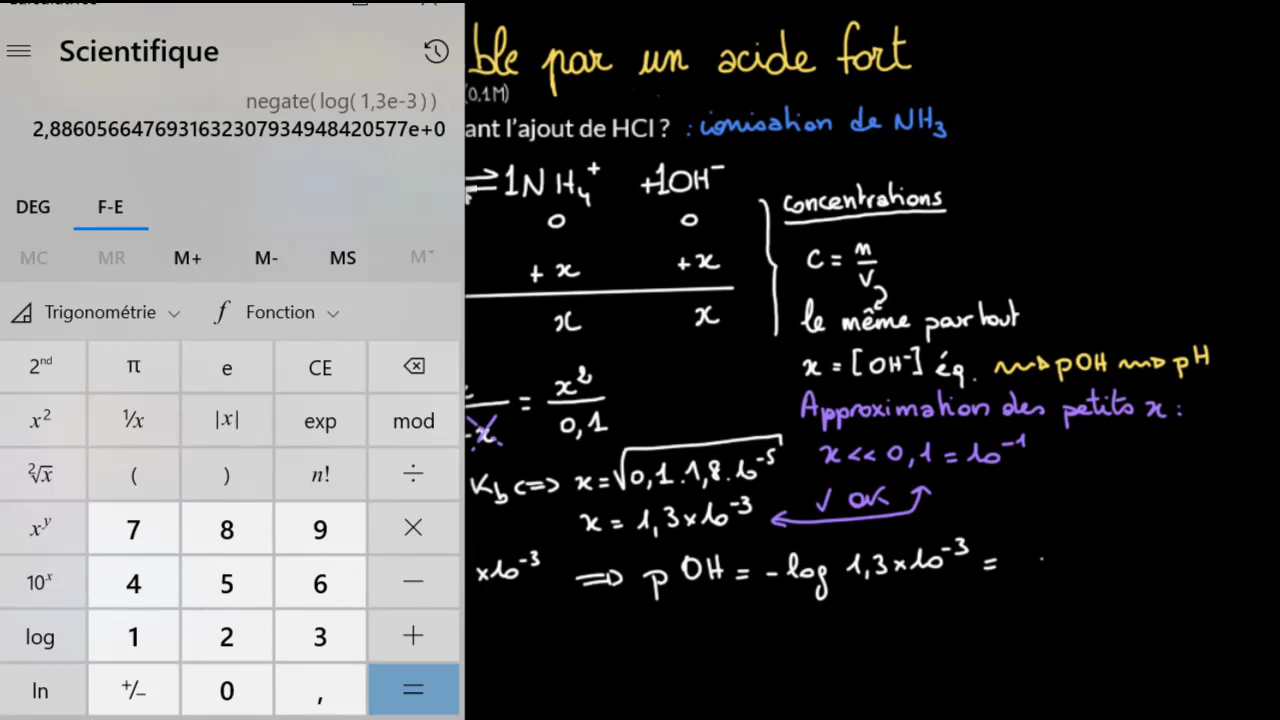 Scientifique
negate( log( 1,3e-3 ) )
2,8860566476931632307934948420577e+0
DEG F-E
MC MR M+ M- MS
Trigonométrie f Fonction
2nd π e CE
x² ¹/x |x| exp mod
²√x ( ) n! ÷
xʸ 7 8 9 ×
10ˣ 4 5 6 −
log 1 2 3 +
ln +/− 0 , =
ble par un acide fort
(0,1M)
ant l'ajout de HCl ? : ionisation de NH3
⇌ 1NH₄⁺ +1OH⁻
0 0
+ x + x
x x
= x² / 0,1
-x
Kb <=> x = √0,1 . 1,8 . 10⁻⁵
x = 1,3 x 10⁻³
x10⁻³ => pOH = - log 1,3 x 10⁻³ =
Concentrations
C = n / V
le même partout
x = [OH⁻] éq. ⇝ pOH ⇝ pH
Approximation des petits x :
x << 0,1 = 10⁻¹
✓ OK